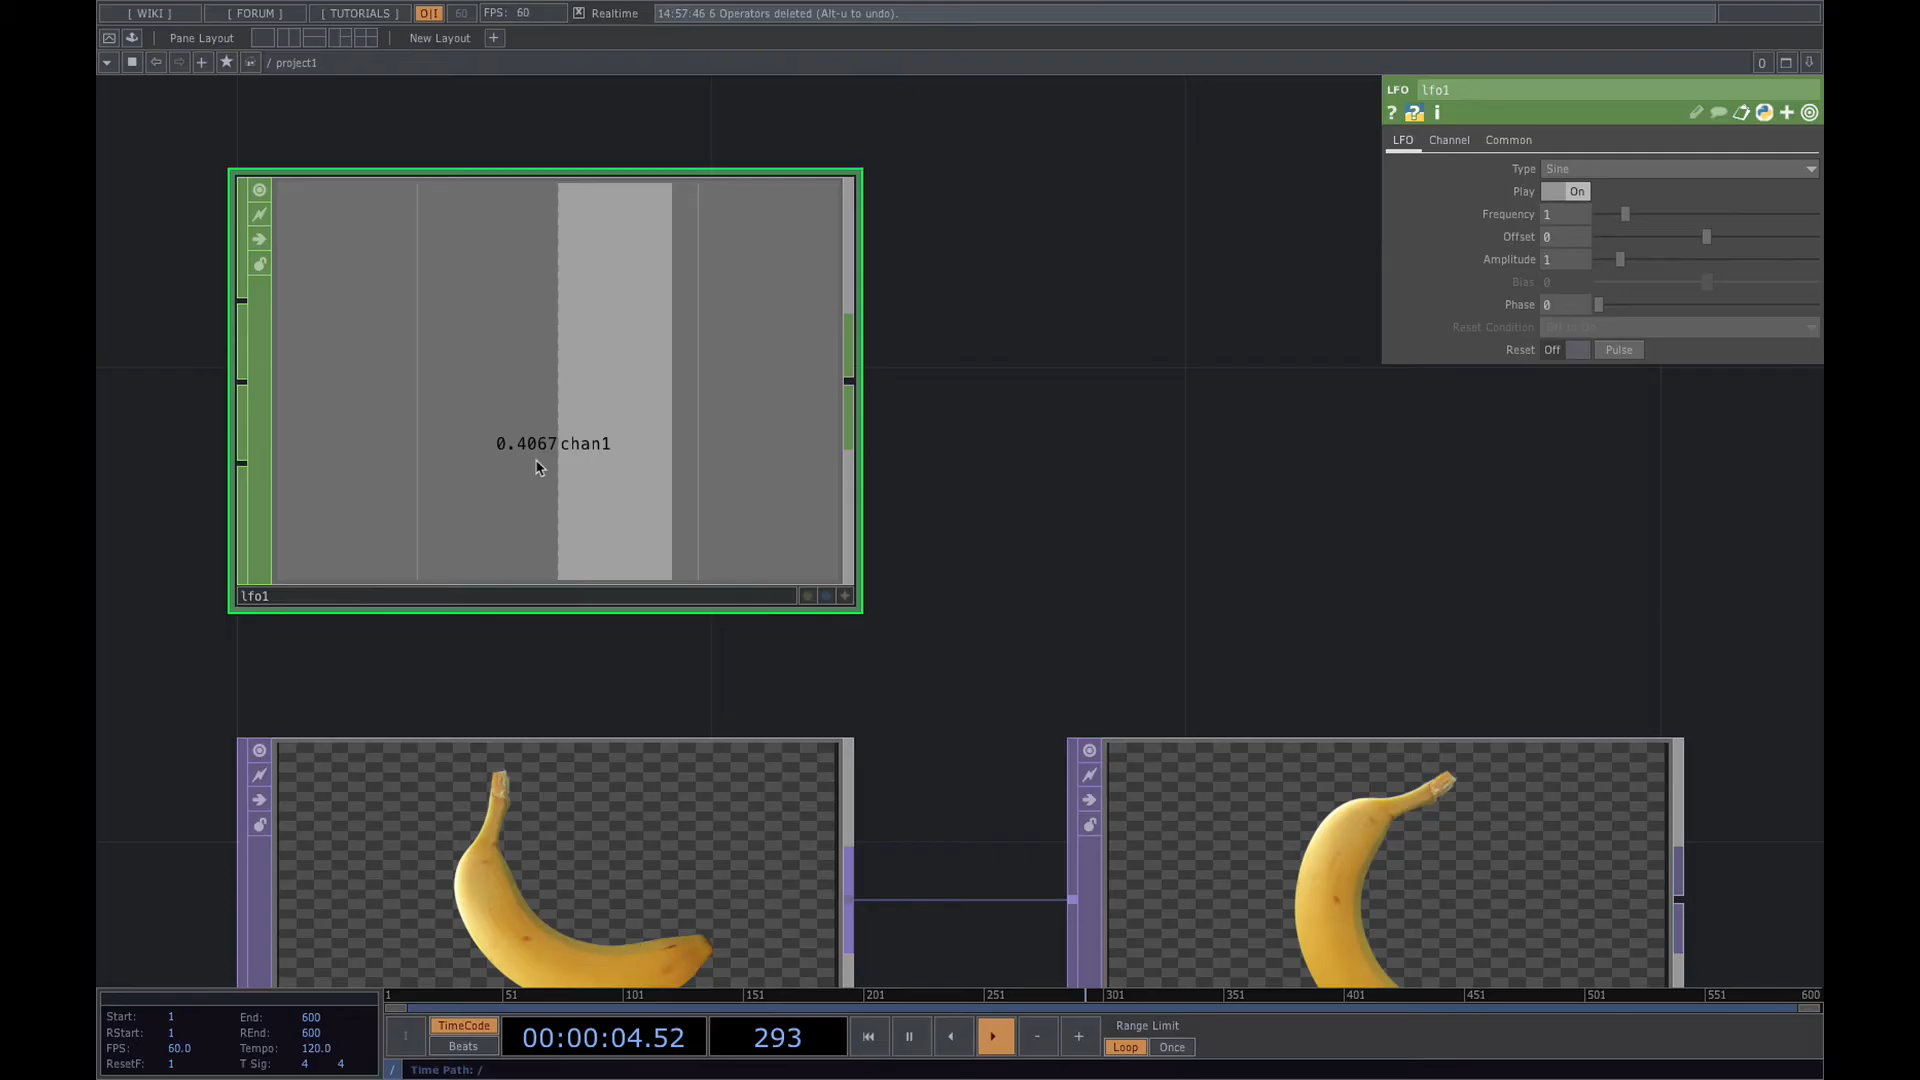 [ WIKI ] [ FORUM ] [ TUTORIALS ] O|I 60 FPS: 60 Realtime 14:57:46 6 Operators deleted (Alt-u to undo).
Pane Layout New Layout +
/ project1 0
LFO lfo1
? ? i
LFO Channel Common
Type Sine
Play On
Frequency 1
Offset 0
Amplitude 1
Bias 0
Phase 0
Reset Condition Off to On
Reset Off Pulse
0.4067 chan1
lfo1
1 51 101 151 201 251 301 351 401 451 501 551 600
Start: 1 End: 600
RStart: 1 REnd: 600
FPS: 60.0 Tempo: 120.0
ResetF: 1 T Sig: 4 4
TimeCode
Beats
00:00:04.52 293
- +
Range Limit
Loop Once
/ Time Path: /